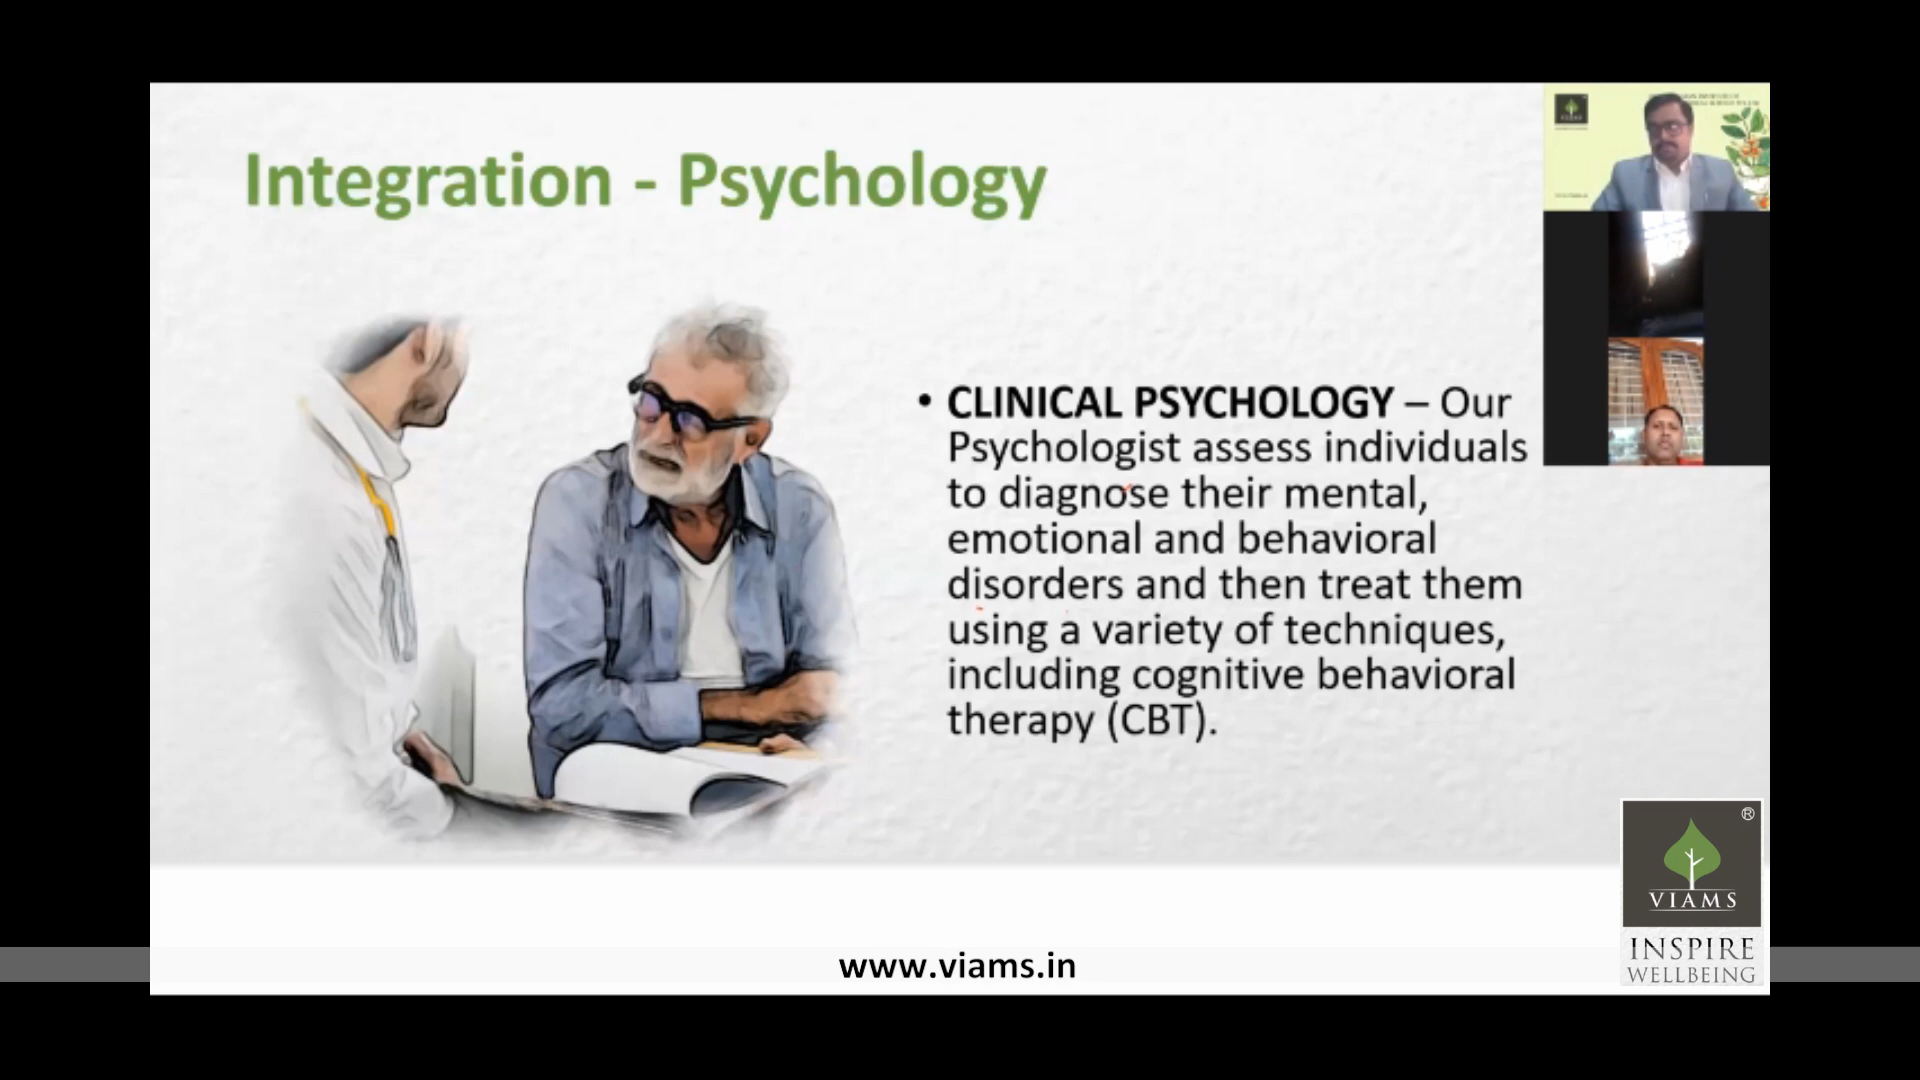 Integration - Psychology
• CLINICAL PSYCHOLOGY – Our
Psychologist assess individuals
to diagnose their mental,
emotional and behavioral
disorders and then treat them
using a variety of techniques,
including cognitive behavioral
therapy (CBT).
®
VIAMS
INSPIRE
WELLBEING
www.viams.in